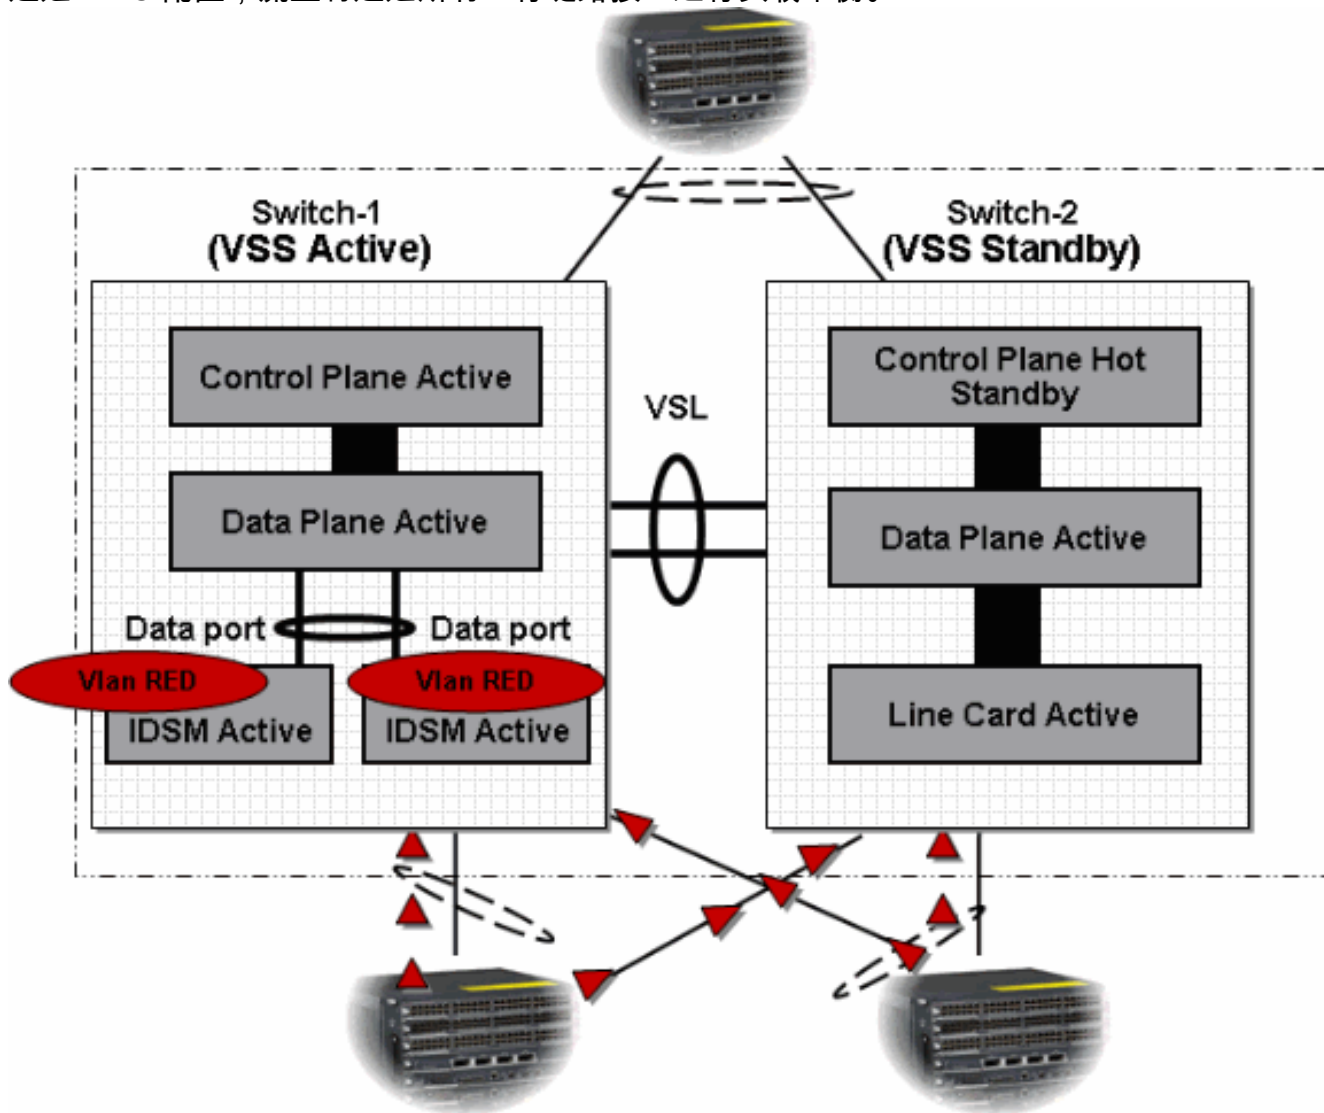 Switch-1
(VSS Active)
Switch-2
(VSS Standby)
Control Plane Active
Control Plane Hot
Standby
VSL
Data Plane Active
Data Plane Active
Data port
Data port
Vlan RED
Vlan RED
IDSM Active
IDSM Active
Line Card Active